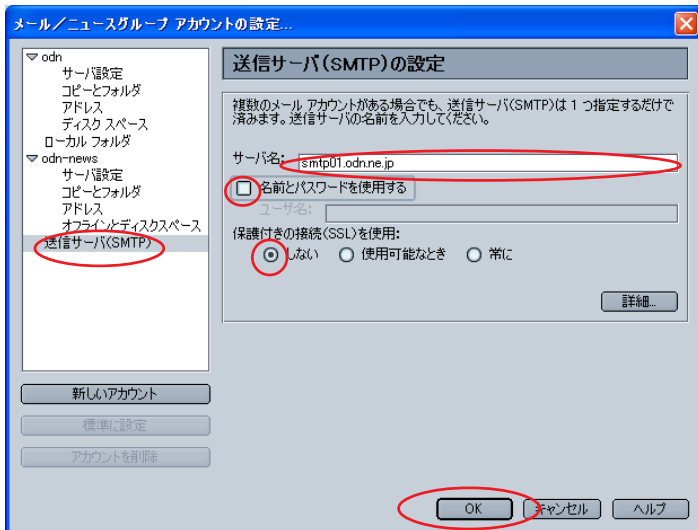 メール/ニュースグループ アカウントの設定...
odn
サーバ設定
コピーとフォルダ
アドレス
ディスク スペース
ローカル フォルダ
odn-news
サーバ設定
コピーとフォルダ
アドレス
オフラインとディスクスペース
送信サーバ(SMTP)
新しいアカウント
標準に設定
アカウントを削除
送信サーバ(SMTP)の設定
複数のメール アカウントがある場合でも、送信サーバ(SMTP)は 1 つ指定するだけで
済みます。送信サーバの名前を入力してください。
サーバ名: smtp01.odn.ne.jp
名前とパスワードを使用する
ユーザ名:
保護付きの接続(SSL)を使用:
しない 使用可能なとき 常に
詳細...
OK キャンセル ヘルプ